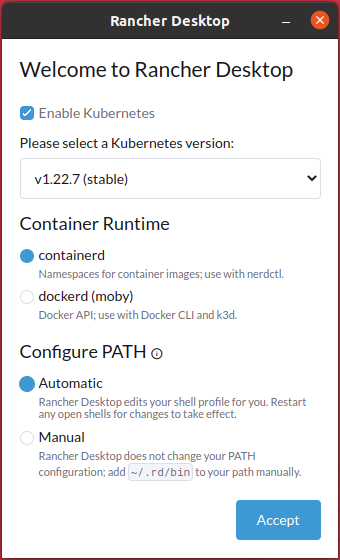 Rancher Desktop
Welcome to Rancher Desktop
Enable Kubernetes
Please select a Kubernetes version:
v1.22.7 (stable)
Container Runtime
containerd
Namespaces for container images; use with nerdctl.
dockerd (moby)
Docker API; use with Docker CLI and k3d.
Configure PATH
Automatic
Rancher Desktop edits your shell profile for you. Restart
any open shells for changes to take effect.
Manual
Rancher Desktop does not change your PATH
configuration; add ~/.rd/bin to your path manually.
Accept